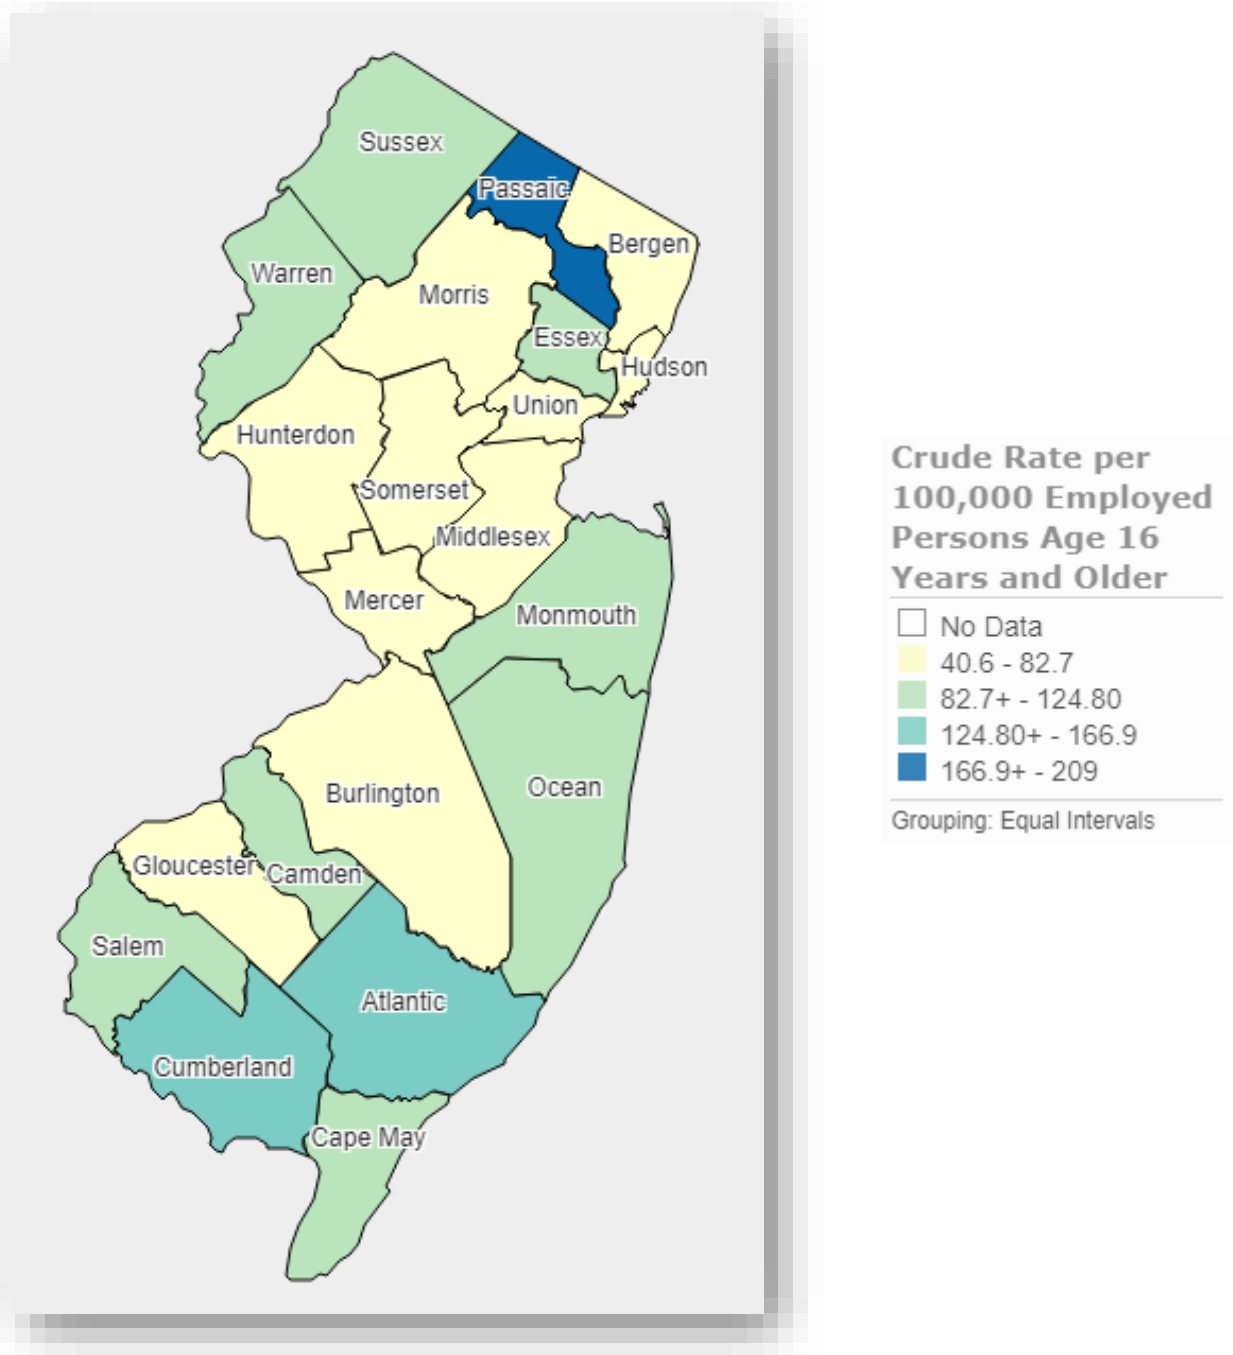 Sussex
Passaic
Bergen
Warren
Morris
Essex
Hudson
Union
Hunterdon
Somerset
Middlesex
Mercer
Monmouth
Burlington
Ocean
Gloucester
Camden
Salem
Atlantic
Cumberland
Cape May
Crude Rate per
100,000 Employed
Persons Age 16
Years and Older
No Data
40.6 - 82.7
82.7+ - 124.80
124.80+ - 166.9
166.9+ - 209
Grouping: Equal Intervals